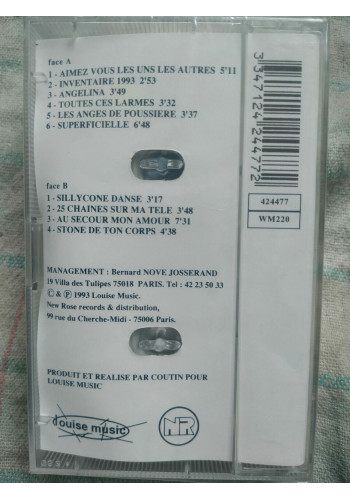 face A
1 - AIMEZ VOUS LES UNS LES AUTRES 5'11
2 - INVENTAIRE 1993 2'53
3 - ANGELINA 3'49
4 - TOUTES CES LARMES 3'32
5 - LES ANGES DE POUSSIERE 3'37
6 - SUPERFICIELLE 6'48
face B
1 - SILLYCONE DANSE 3'17
2 - 25 CHAINES SUR MA TELE 3'48
3 - AU SECOUR MON AMOUR 7'31
4 - STONE DE TON CORPS 4'38
MANAGEMENT : Bernard NOVE JOSSERAND
19 Villa des Tulipes 75018 PARIS. Tel : 42 23 50 33
© & Ⓟ 1993 Louise Music.
New Rose records & distribution,
99 rue du Cherche-Midi - 75006 Paris.
PRODUIT ET REALISE PAR COUTIN POUR
LOUISE MUSIC
louise music
NR
3 347124 244772
424477
WM220